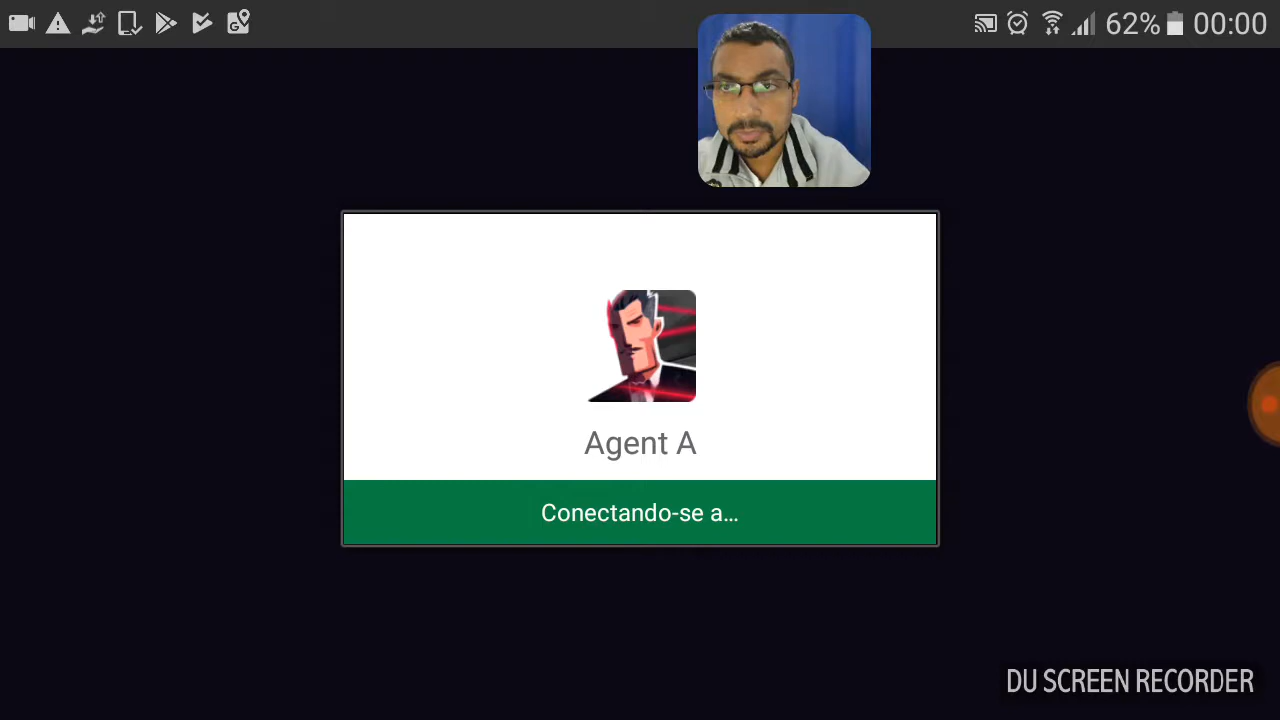 62% 00:00
Agent A
Conectando-se a...
DU SCREEN RECORDER